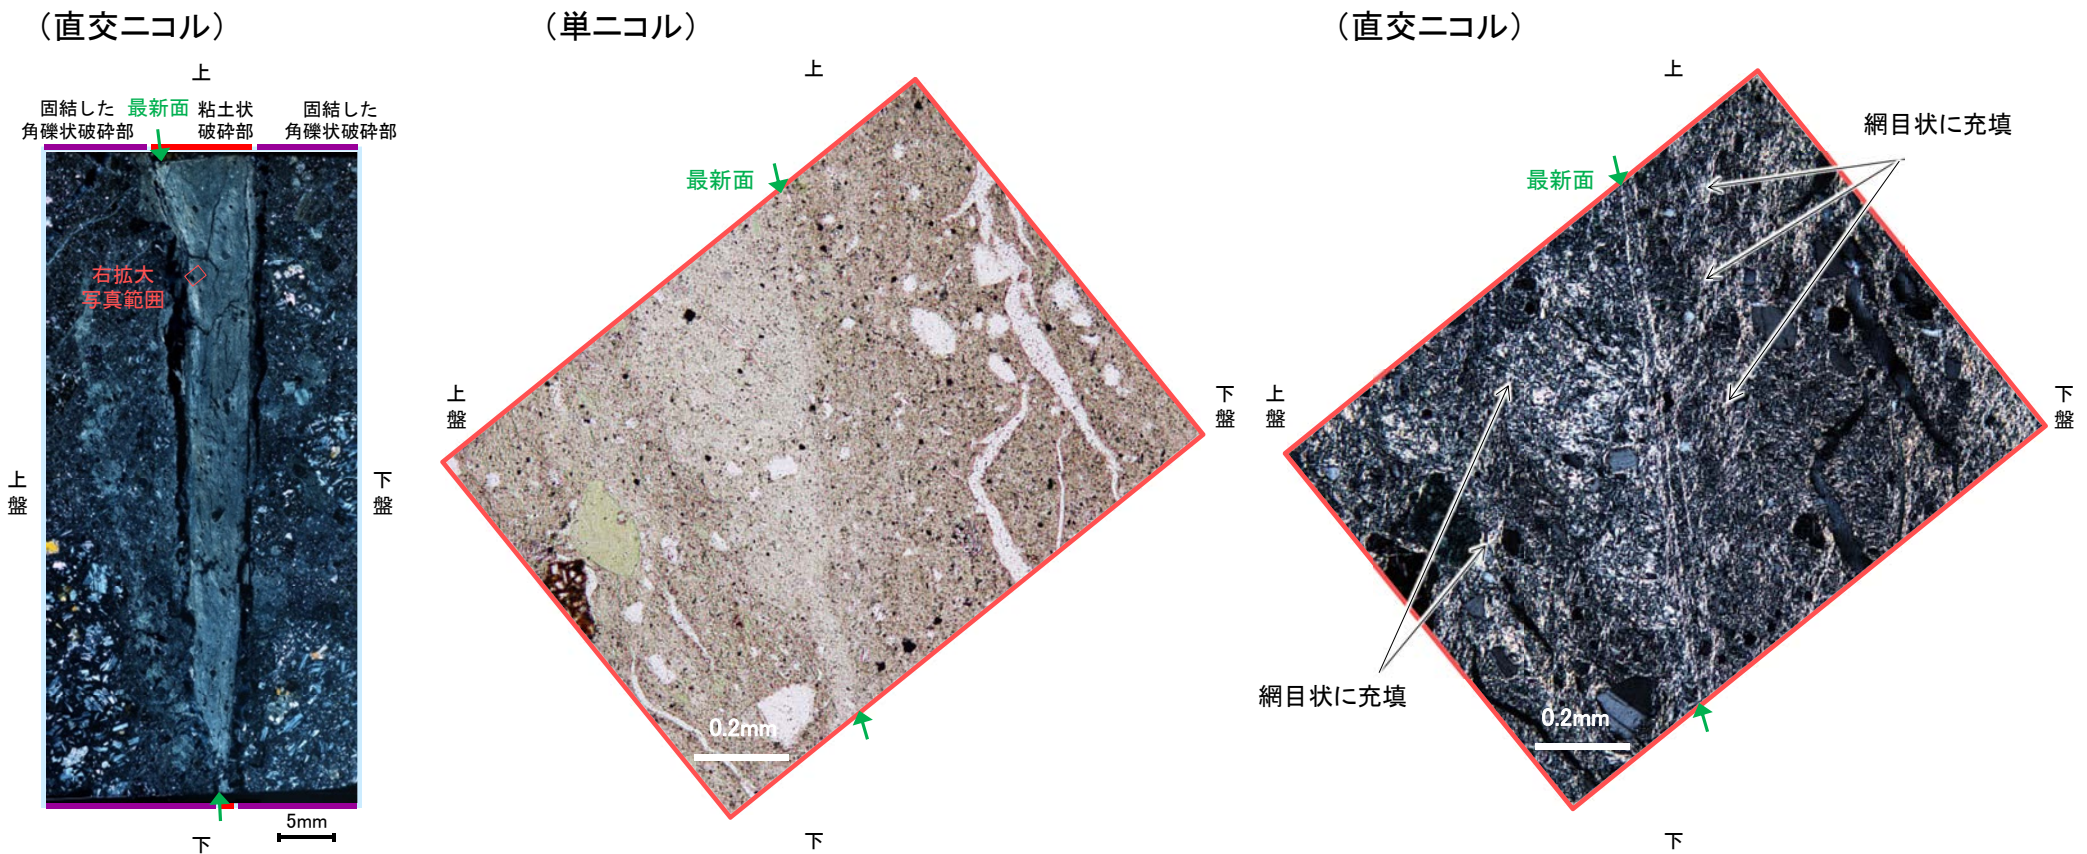 （直交ニコル）
上
固結した
角礫状破砕部
最新面
粘土状
破砕部
固結した
角礫状破砕部
右拡大
写真範囲
上
盤
下
盤
5mm
下
（単ニコル）
上
最新面
上
盤
下
盤
0.2mm
下
（直交ニコル）
上
網目状に充填
最新面
上
盤
下
盤
網目状に充填
0.2mm
下